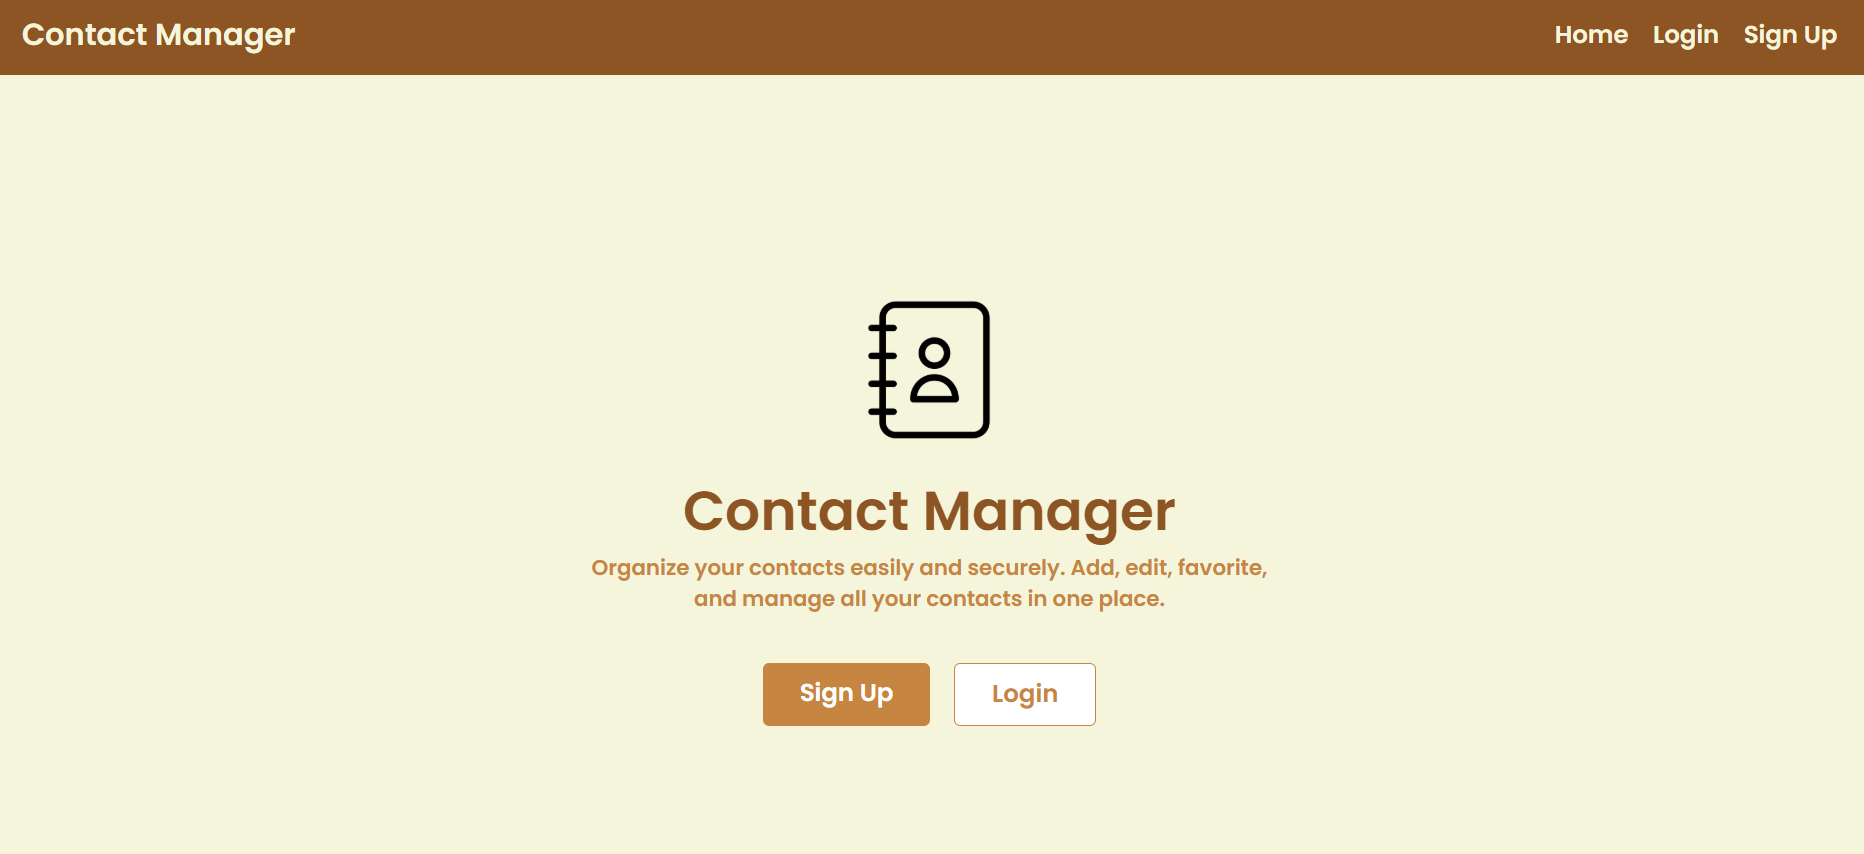 Contact Manager
Home Login Sign Up
Contact Manager
Organize your contacts easily and securely. Add, edit, favorite,
and manage all your contacts in one place.
Sign Up
Login